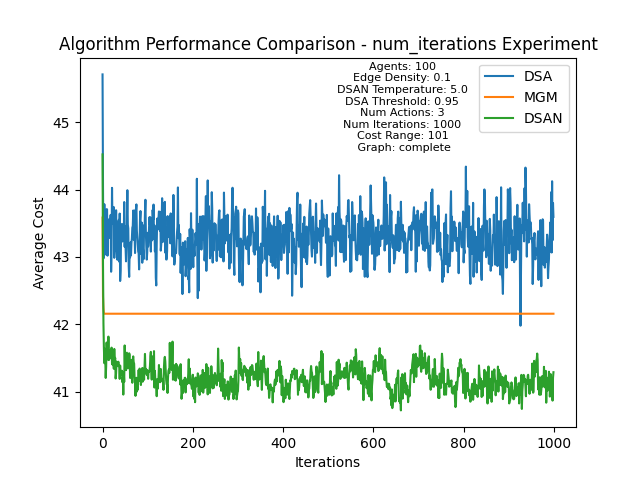 Algorithm Performance Comparison - num_iterations Experiment
Agents: 100
Edge Density: 0.1
DSAN Temperature: 5.0
DSA Threshold: 0.95
Num Actions: 3
Num Iterations: 1000
Cost Range: 101
Graph: complete
DSA
MGM
DSAN
Average Cost
45
44
43
42
41
0
200
400
600
800
1000
Iterations